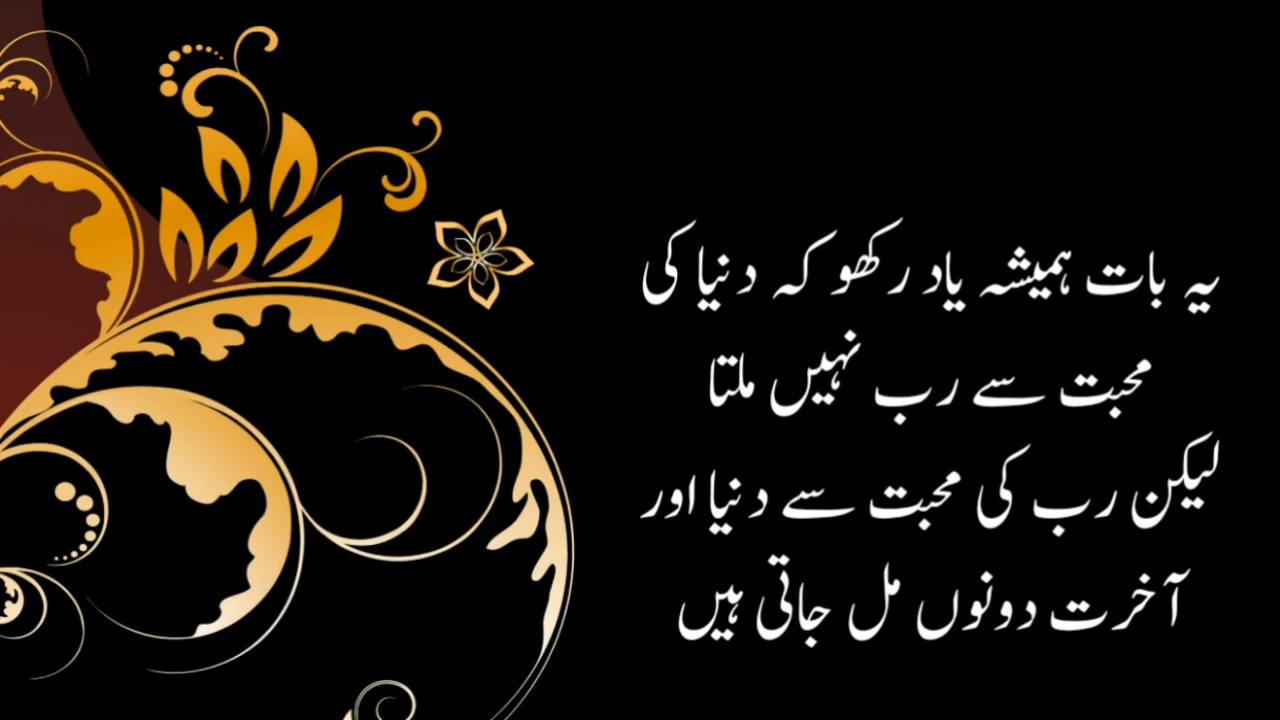 یہ بات ہمیشہ یاد رکھو کہ دنیا کی
محبت سے رب نہیں ملتا
لیکن رب کی محبت سے دنیا اور
آخرت دونوں مل جاتی ہیں